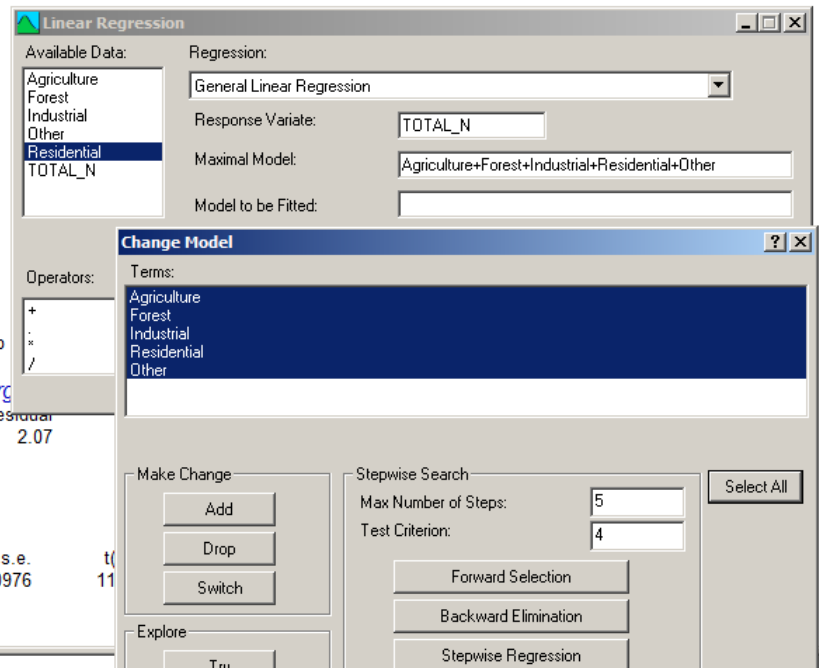 Linear Regression
Available Data:
Regression:
Agriculture
Forest
Industrial
Other
Residential
TOTAL_N
General Linear Regression
Response Variate:
TOTAL_N
Maximal Model:
Agriculture+Forest+Industrial+Residential+Other
Model to be Fitted:
Operators:
+
.
*
/
Change Model
Terms:
Agriculture
Forest
Industrial
Residential
Other
2.07
Make Change
Add
Drop
Switch
Stepwise Search
Max Number of Steps:
5
Test Criterion:
4
Select All
Forward Selection
Backward Elimination
Stepwise Regression
Explore
Try
s.e.
t(
976
11